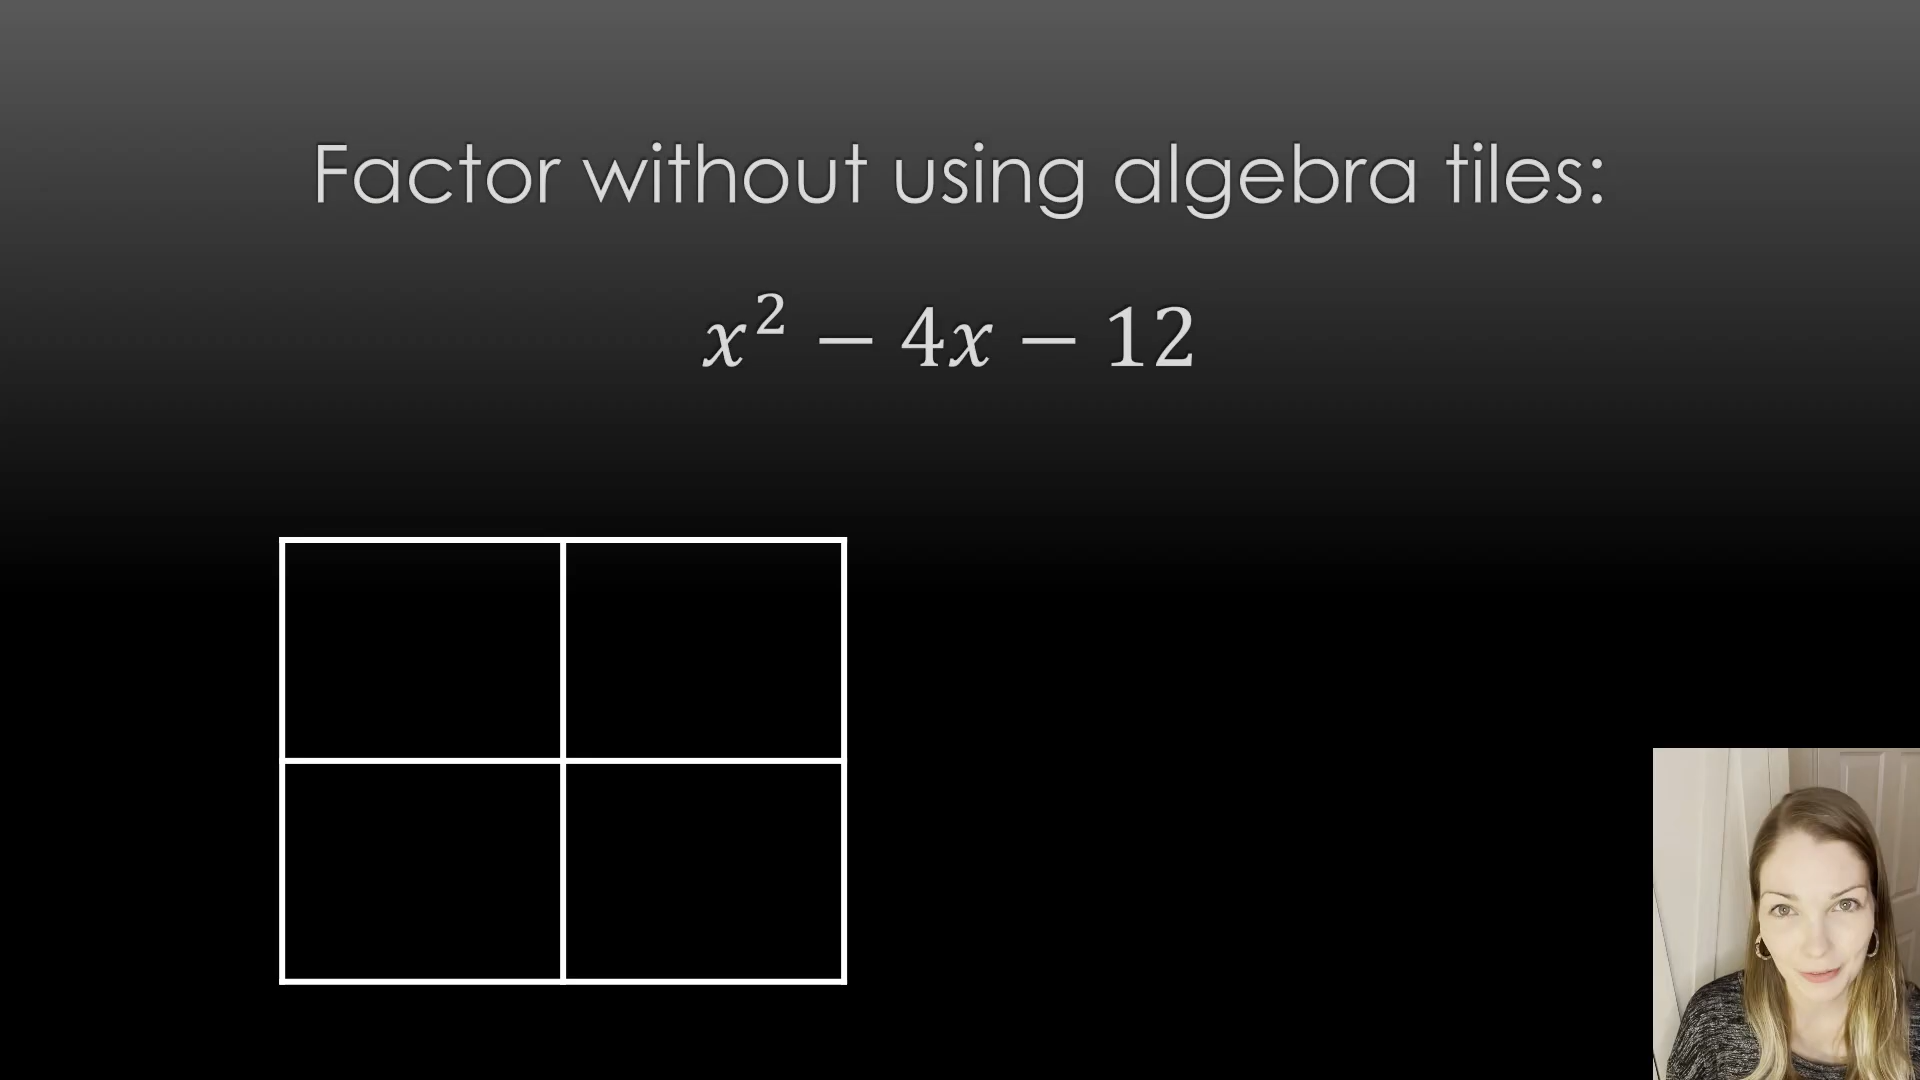 Factor without using algebra tiles:
x² − 4x − 12